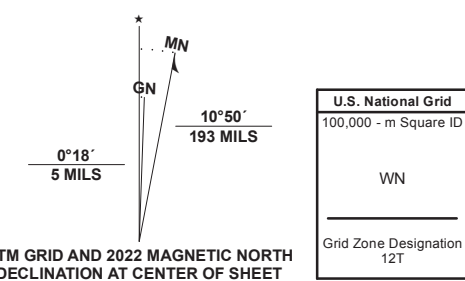 ★
MN
GN
10°50´
193 MILS
0°18´
5 MILS
TM GRID AND 2022 MAGNETIC NORTH
DECLINATION AT CENTER OF SHEET
U.S. National Grid
100,000 - m Square ID
WN
Grid Zone Designation
12T